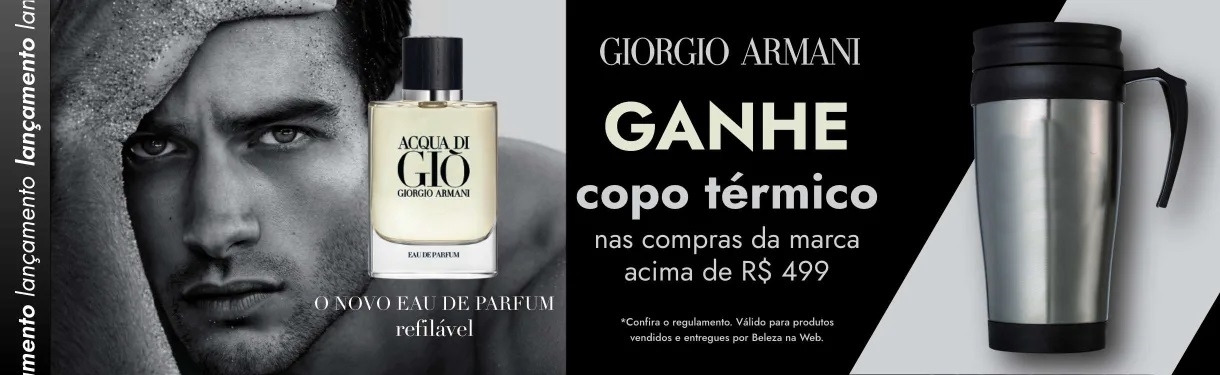 lançamento lançamento lançamento lan
amento
ACQUA DI
GIÒ
GIORGIO ARMANI
EAU DE PARFUM
O NOVO EAU DE PARFUM
refilável
GIORGIO ARMANI
GANHE
copo térmico
nas compras da marca
acima de R$ 499
*Confira o regulamento. Válido para produtos
vendidos e entregues por Beleza na Web.